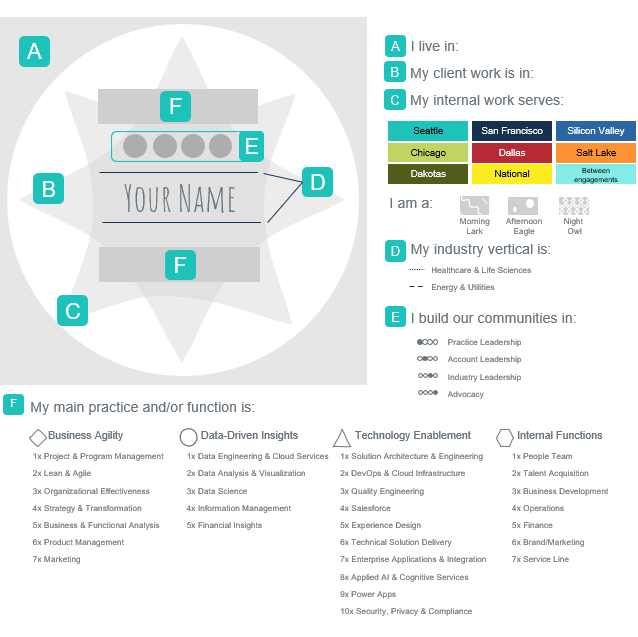 A
F
E
YOUR NAME
B
D
F
C
A I live in:
B My client work is in:
C My internal work serves:
Seattle San Francisco Silicon Valley
Chicago Dallas Salt Lake
Dakotas National Between engagements
I am a:
Morning Lark Afternoon Eagle Night Owl
D My industry vertical is:
Healthcare & Life Sciences
Energy & Utilities
E I build our communities in:
Practice Leadership
Account Leadership
Industry Leadership
Advocacy
F My main practice and/or function is:
Business Agility
1x Project & Program Management
2x Lean & Agile
3x Organizational Effectiveness
4x Strategy & Transformation
5x Business & Functional Analysis
6x Product Management
7x Marketing
Data-Driven Insights
1x Data Engineering & Cloud Services
2x Data Analysis & Visualization
3x Data Science
4x Information Management
5x Financial Insights
Technology Enablement
1x Solution Architecture & Engineering
2x DevOps & Cloud Infrastructure
3x Quality Engineering
4x Salesforce
5x Experience Design
6x Technical Solution Delivery
7x Enterprise Applications & Integration
8x Applied AI & Cognitive Services
9x Power Apps
10x Security, Privacy & Compliance
Internal Functions
1x People Team
2x Talent Acquisition
3x Business Development
4x Operations
5x Finance
6x Brand/Marketing
7x Service Line